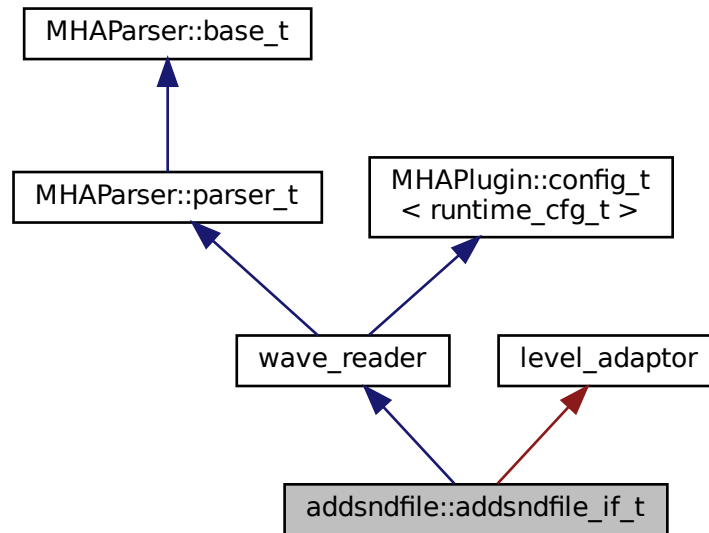 MHAParser::base_t
MHAParser::parser_t
MHAPlugin::config_t
< runtime_cfg_t >
wave_reader
level_adaptor
addsndfile::addsndfile_if_t